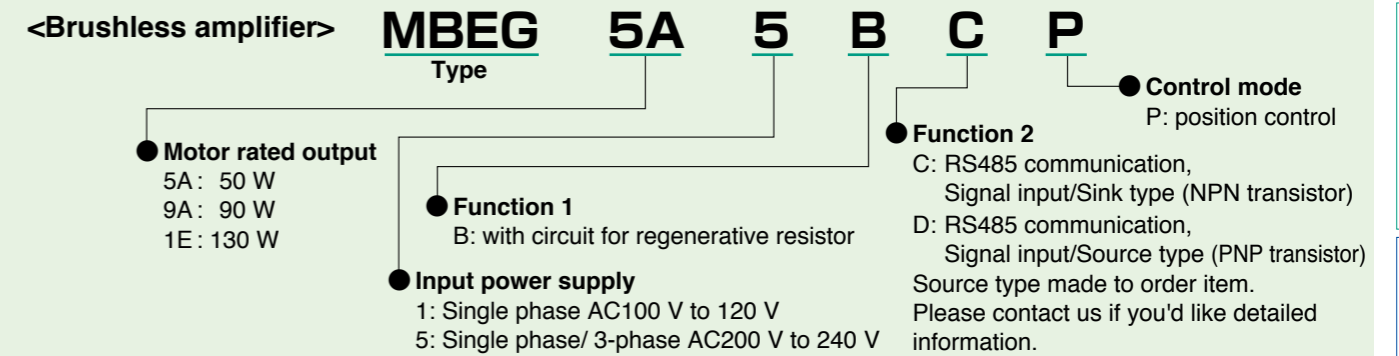 <Brushless amplifier> MBEG 5A 5 B C P
Type
Control mode
P: position control
Function 2
C: RS485 communication,
Signal input/Sink type (NPN transistor)
D: RS485 communication,
Signal input/Source type (PNP transistor)
Source type made to order item.
Please contact us if you'd like detailed
information.
Motor rated output
5A: 50 W
9A: 90 W
1E: 130 W
Function 1
B: with circuit for regenerative resistor
Input power supply
1: Single phase AC100 V to 120 V
5: Single phase/ 3-phase AC200 V to 240 V